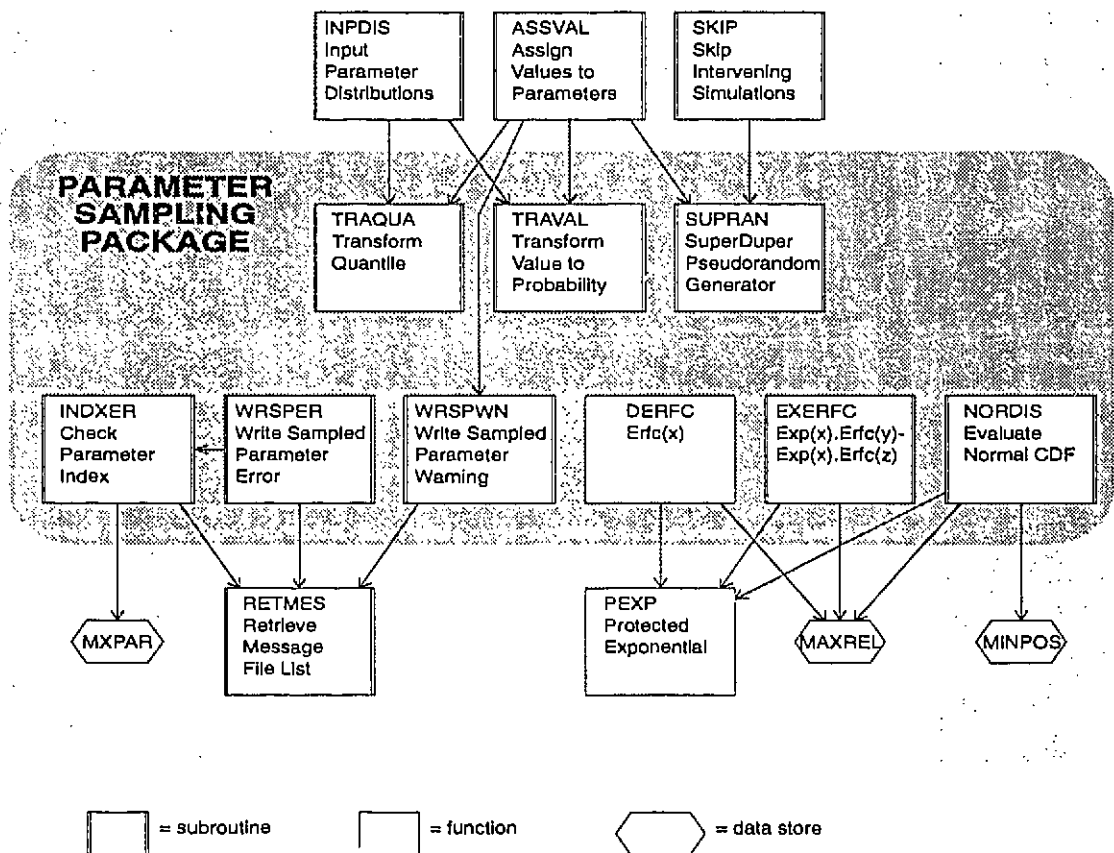 INPDIS
Input
Parameter
Distributions
ASSVAL
Assign
Values to
Parameters
SKIP
Skip
Intervening
Simulations
PARAMETER
SAMPLING
PACKAGE
TRAQUA
Transform
Quantile
TRAVAL
Transform
Value to
Probability
SUPRAN
SuperDuper
Pseudorandom
Generator
INDXER
Check
Parameter
Index
WRSPER
Write Sampled
Parameter
Error
WRSPWN
Write Sampled
Parameter
Warning
DERFC
Erfc(x)
EXERFC
Exp(x).Erfc(y)-
Exp(x).Erfc(z)
NORDIS
Evaluate
Normal CDF
MXPAR
RETMES
Retrieve
Message
File List
PEXP
Protected
Exponential
MAXREL
MINPOS
= subroutine
= function
= data store